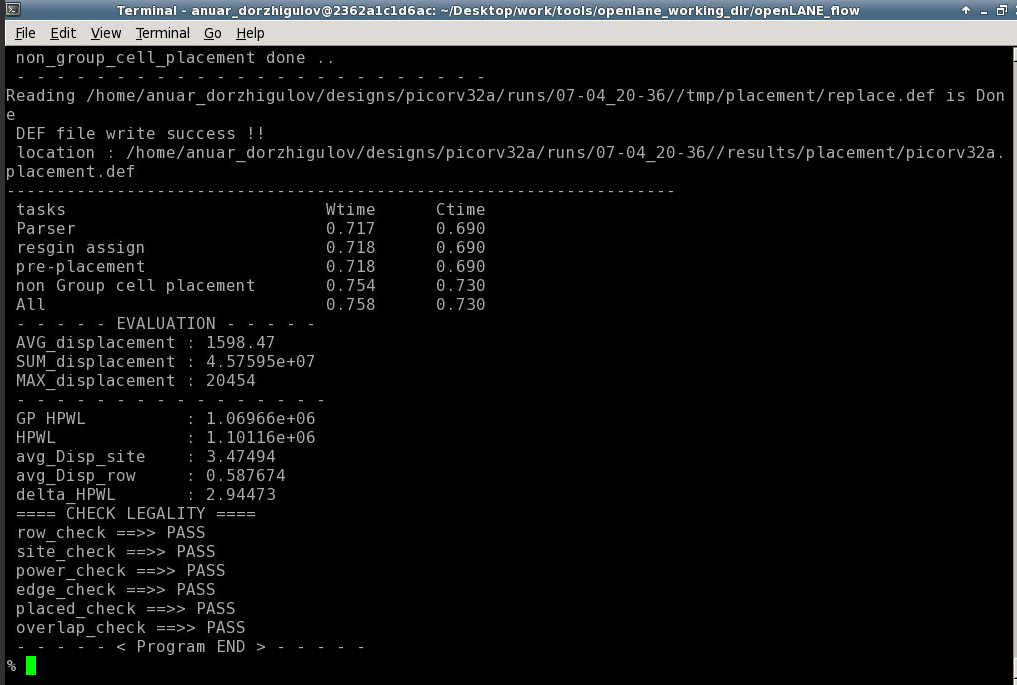 Terminal - anuar_dorzhigulov@2362a1c1d6ac: ~/Desktop/work/tools/openlane_working_dir/openLANE_flow
File Edit View Terminal Go Help
non_group_cell_placement done ..
- - - - - - - - - - - - - - - - - - - - - - - -
Reading /home/anuar_dorzhigulov/designs/picorv32a/runs/07-04_20-36//tmp/placement/replace.def is Don
e
DEF file write success !!
location : /home/anuar_dorzhigulov/designs/picorv32a/runs/07-04_20-36//results/placement/picorv32a.
placement.def
-------------------------------------------------------------------
tasks Wtime Ctime
Parser 0.717 0.690
resgin assign 0.718 0.690
pre-placement 0.718 0.690
non Group cell placement 0.754 0.730
All 0.758 0.730
- - - - - EVALUATION - - - - -
AVG_displacement : 1598.47
SUM_displacement : 4.57595e+07
MAX_displacement : 20454
- - - - - - - - - - - - - - - -
GP HPWL : 1.06966e+06
HPWL : 1.10116e+06
avg_Disp_site : 3.47494
avg_Disp_row : 0.587674
delta_HPWL : 2.94473
==== CHECK LEGALITY ====
row_check ==>> PASS
site_check ==>> PASS
power_check ==>> PASS
edge_check ==>> PASS
placed_check ==>> PASS
overlap_check ==>> PASS
- - - - - < Program END > - - - - -
%